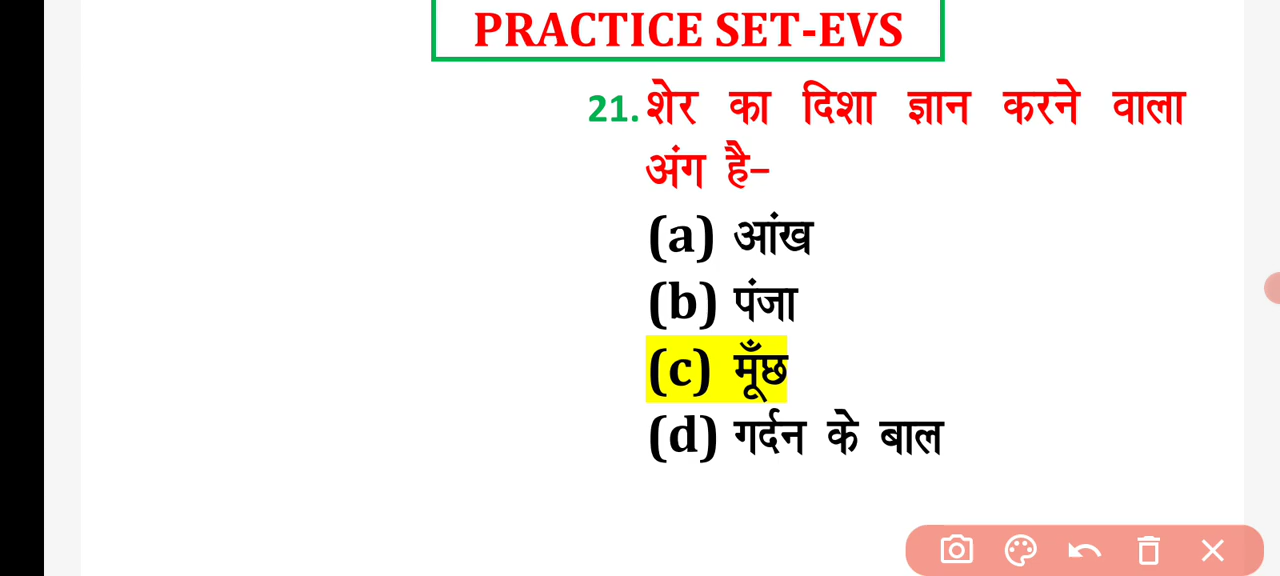 PRACTICE SET-EVS
21. शेर का दिशा ज्ञान करने वाला
अंग है–
(a) आंख
(b) पंजा
(c) मूँछ
(d) गर्दन के बाल